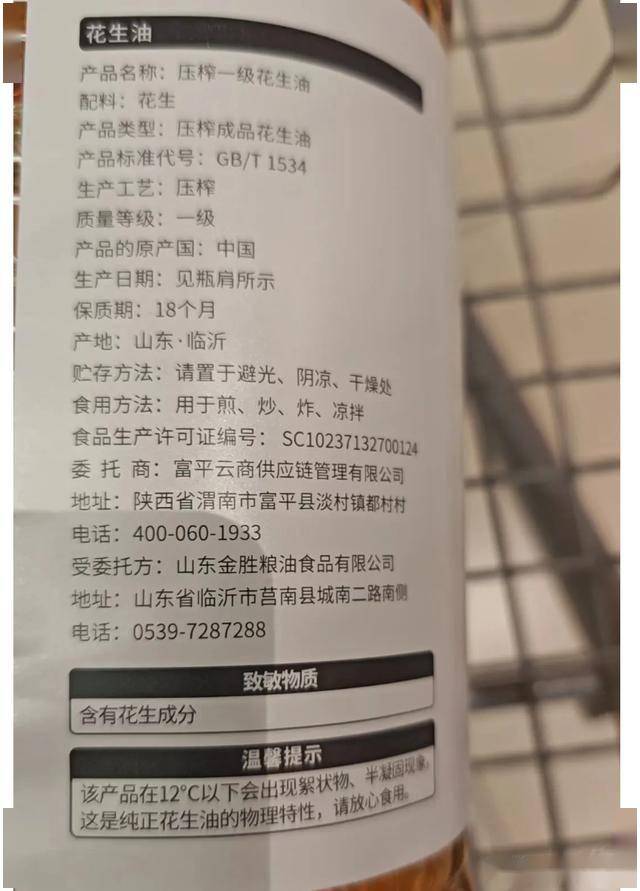 花生油
产品名称：压榨一级花生油
配料：花生
产品类型：压榨成品花生油
产品标准代号：GB/T 1534
生产工艺：压榨
质量等级：一级
产品的原产国：中国
生产日期：见瓶肩所示
保质期：18个月
产地：山东·临沂
贮存方法：请置于避光、阴凉、干燥处
食用方法：用于煎、炒、炸、凉拌
食品生产许可证编号：SC10237132700124
委托商：富平云商供应链管理有限公司
地址：陕西省渭南市富平县淡村镇都村村
电话：400-060-1933
受委托方：山东金胜粮油食品有限公司
地址：山东省临沂市莒南县城南二路南侧
电话：0539-7287288
致敏物质
含有花生成分
温馨提示
该产品在12℃以下会出现絮状物、半凝固现象，
这是纯正花生油的物理特性，请放心食用。